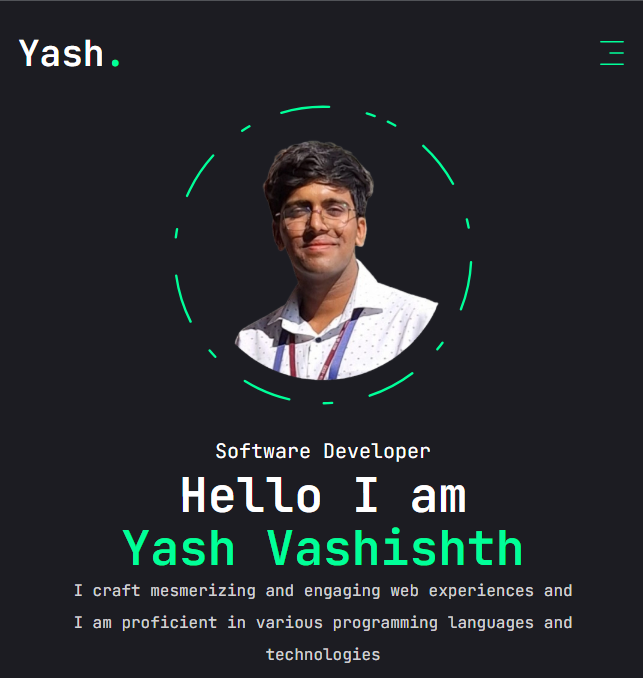 Yash.
Software Developer
Hello I am
Yash Vashishth
I craft mesmerizing and engaging web experiences and
I am proficient in various programming languages and
technologies